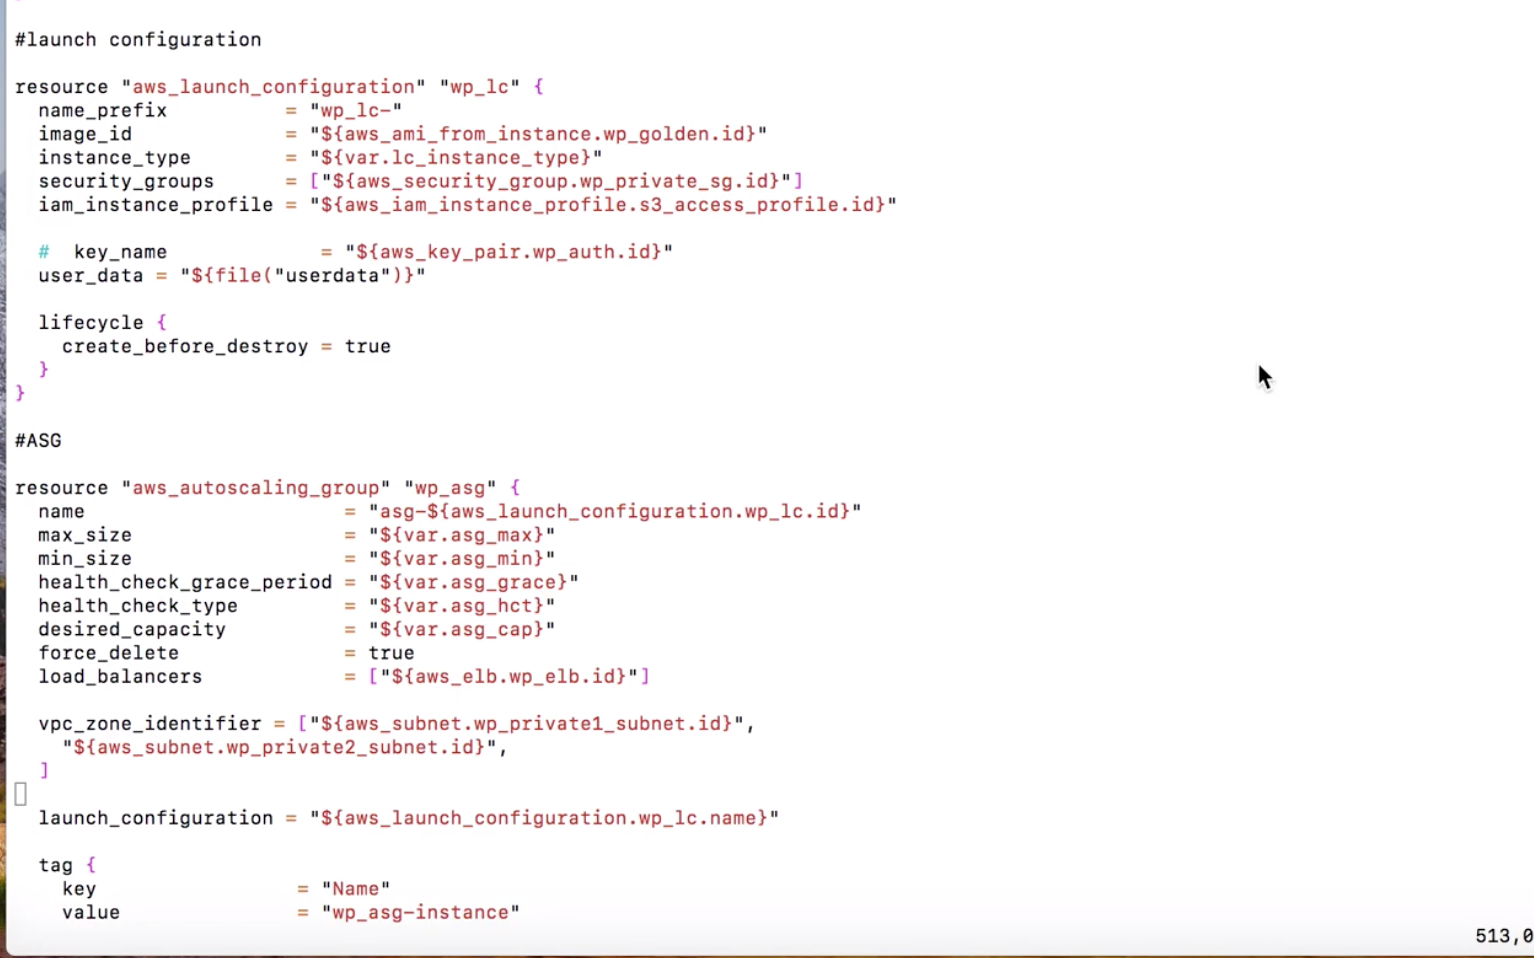 #launch configuration
resource "aws_launch_configuration" "wp_lc" {
name_prefix = "wp_lc-"
image_id = "${aws_ami_from_instance.wp_golden.id}"
instance_type = "${var.lc_instance_type}"
security_groups = ["${aws_security_group.wp_private_sg.id}"]
iam_instance_profile = "${aws_iam_instance_profile.s3_access_profile.id}"
# key_name = "${aws_key_pair.wp_auth.id}"
user_data = "${file("userdata")}"
lifecycle {
create_before_destroy = true
}
}
#ASG
resource "aws_autoscaling_group" "wp_asg" {
name = "asg-${aws_launch_configuration.wp_lc.id}"
max_size = "${var.asg_max}"
min_size = "${var.asg_min}"
health_check_grace_period = "${var.asg_grace}"
health_check_type = "${var.asg_hct}"
desired_capacity = "${var.asg_cap}"
force_delete = true
load_balancers = ["${aws_elb.wp_elb.id}"]
vpc_zone_identifier = ["${aws_subnet.wp_private1_subnet.id}",
"${aws_subnet.wp_private2_subnet.id}",
]
launch_configuration = "${aws_launch_configuration.wp_lc.name}"
tag {
key = "Name"
value = "wp_asg-instance"
513,0